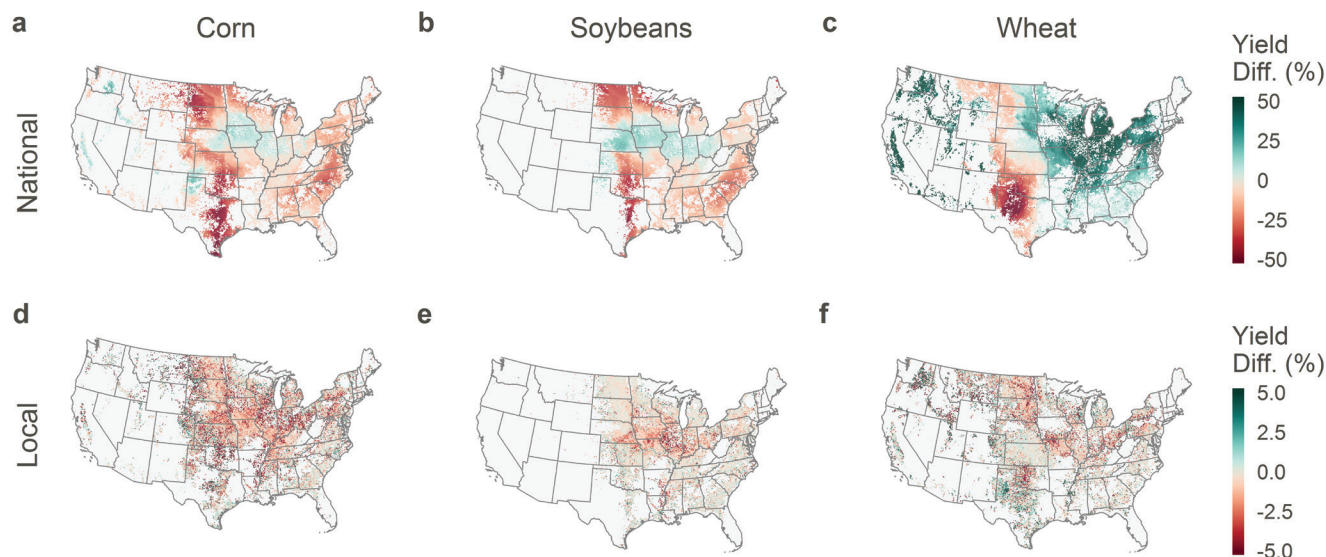 a
Corn
b
Soybeans
c
Wheat
Yield
Diff. (%)
50
25
0
-25
-50
National
d
e
f
Yield
Diff. (%)
5.0
2.5
0.0
-2.5
-5.0
Local